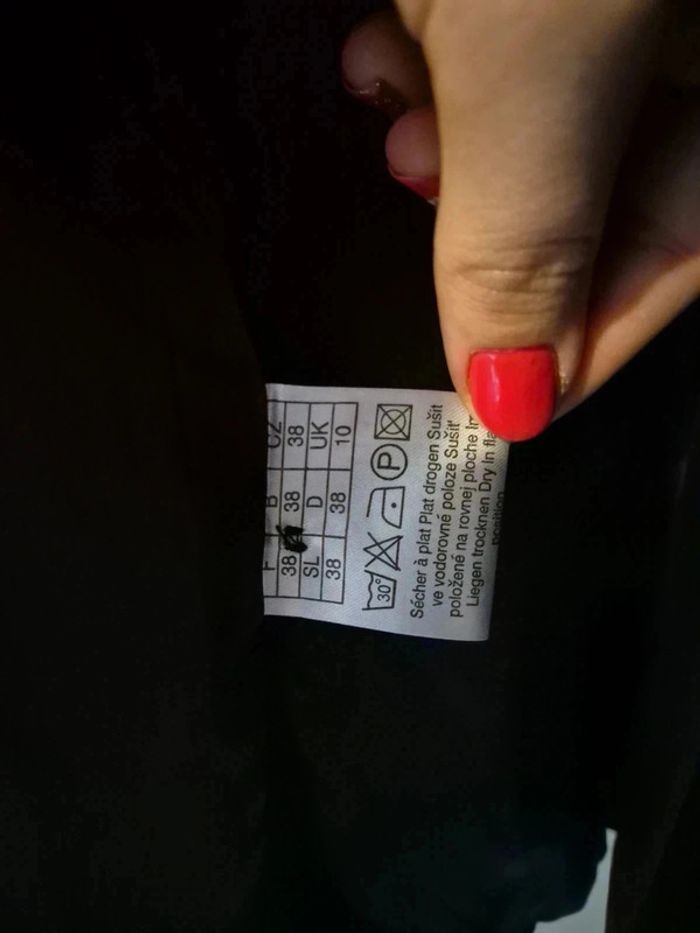 F B CZ
38 38 38
SL D UK
38 38 10
30° P
Sécher à plat Plat drogen Sušit
ve vodorovné poloze Sušiť
položené na rovnej ploche
Liegen trocknen Dry In
position